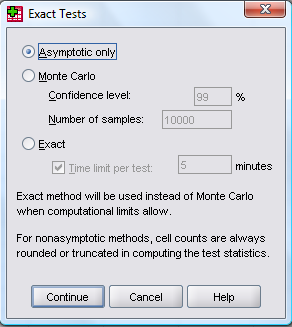 Exact Tests
Asymptotic only
Monte Carlo
Confidence level: 99 %
Number of samples: 10000
Exact
Time limit per test: 5 minutes
Exact method will be used instead of Monte Carlo
when computational limits allow.
For nonasymptotic methods, cell counts are always
rounded or truncated in computing the test statistics.
Continue Cancel Help